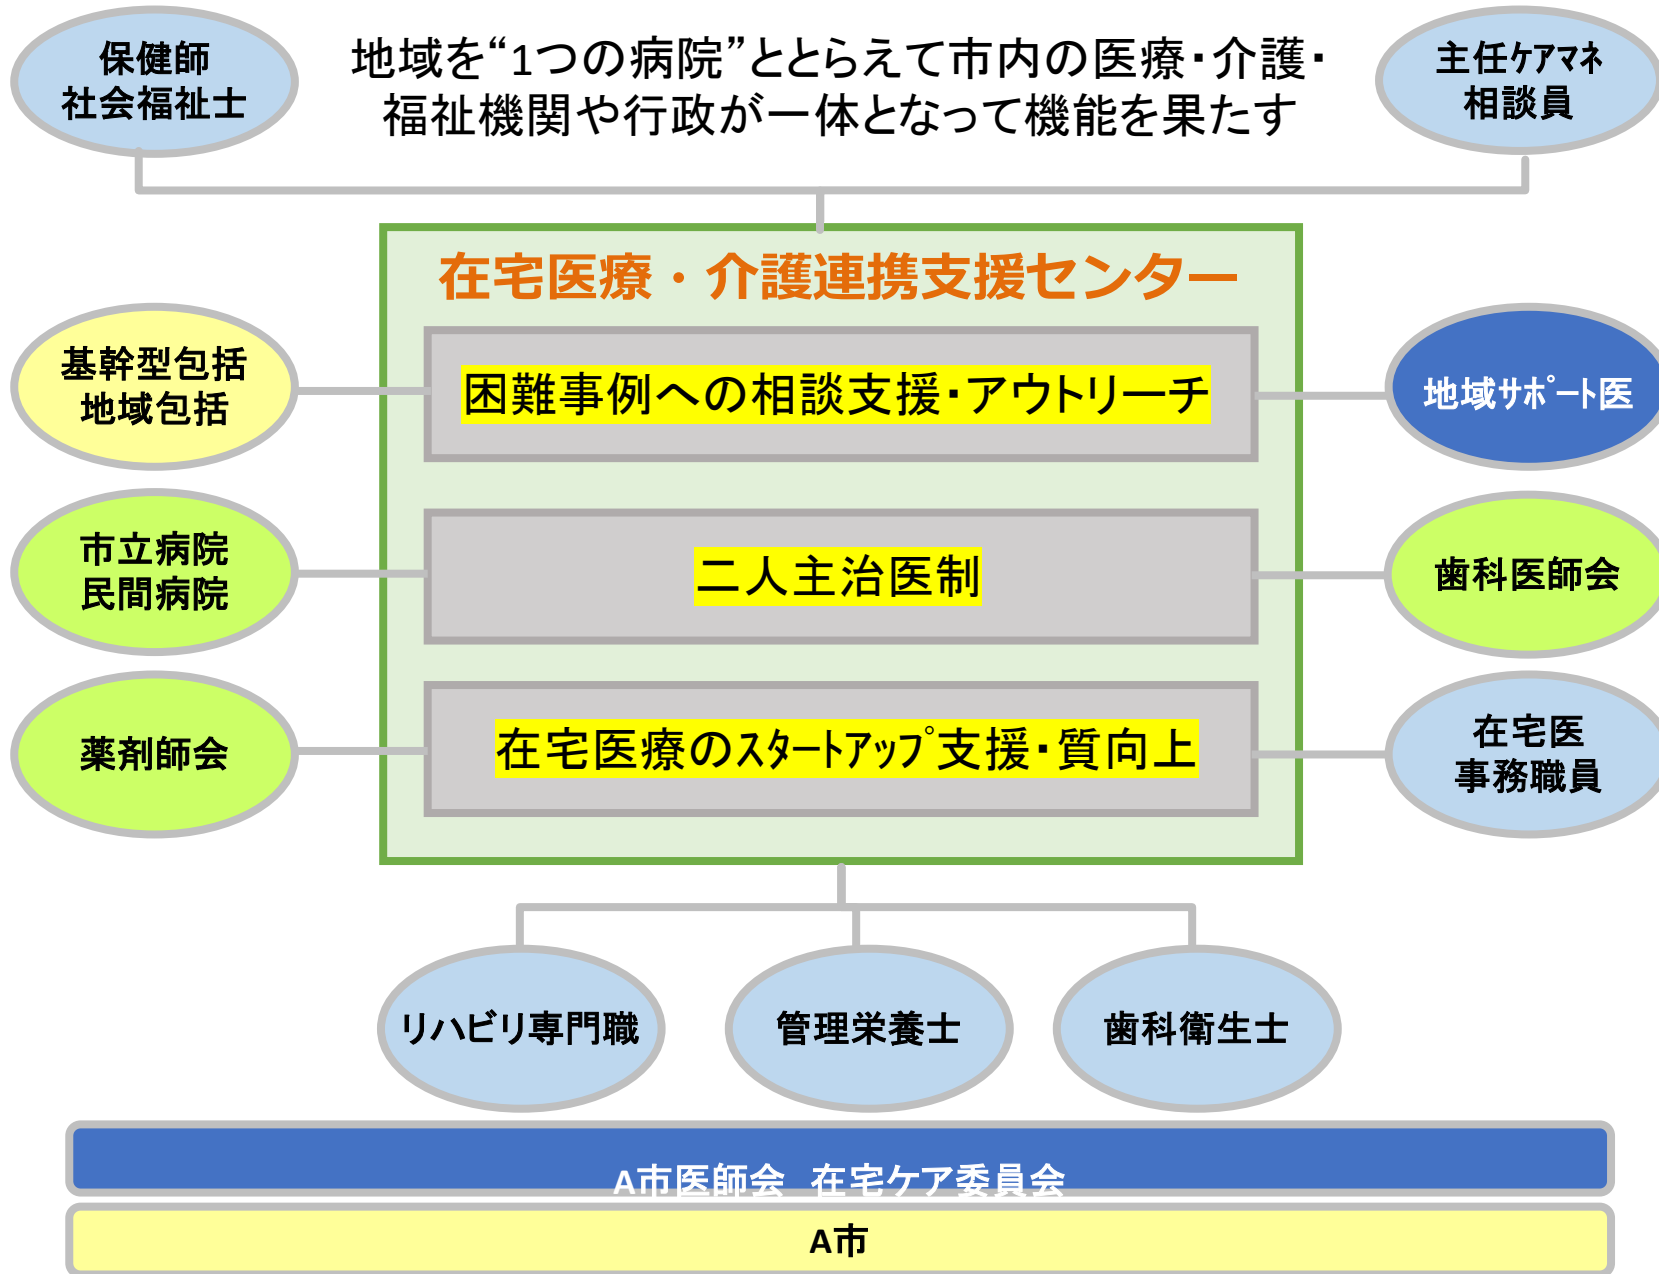 保健師
社会福祉士
地域を“1つの病院”ととらえて市内の医療・介護・
福祉機関や行政が一体となって機能を果たす
主任ケアマネ
相談員
在宅医療・介護連携支援センター
基幹型包括
地域包括
困難事例への相談支援・アウトリーチ
地域サポート医
市立病院
民間病院
二人主治医制
歯科医師会
薬剤師会
在宅医療のスタートアップ支援・質向上
在宅医
事務職員
リハビリ専門職
管理栄養士
歯科衛生士
A市医師会　在宅ケア委員会
A市